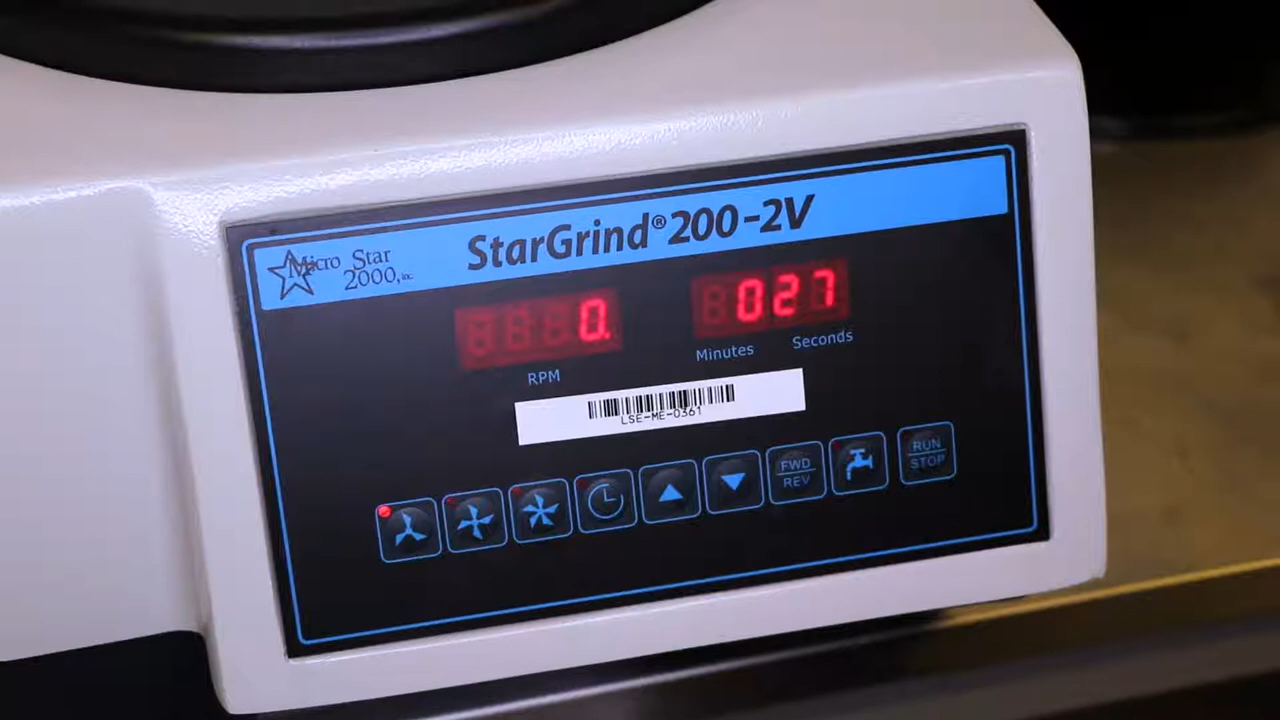 Micro Star
2000, inc
StarGrind® 200-2V
0.
027
RPM
Minutes
Seconds
LSE-ME-0361
FWD
REV
RUN
STOP